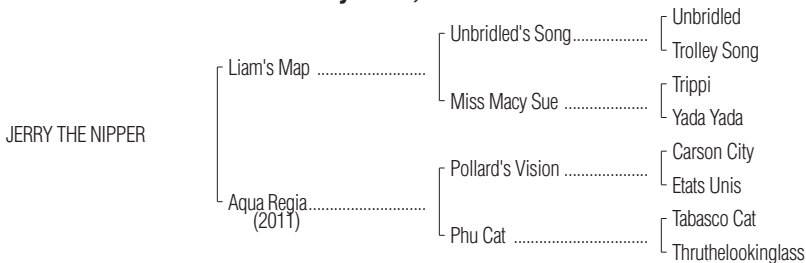 Unbridled
Unbridled's Song.................
Trolley Song
Liam's Map ..........................
Trippi
Miss Macy Sue ....................
Yada Yada
JERRY THE NIPPER
Carson City
Pollard's Vision ....................
Etats Unis
Aqua Regia............................
(2011)
Tabasco Cat
Phu Cat ................................
Thruthelookinglass